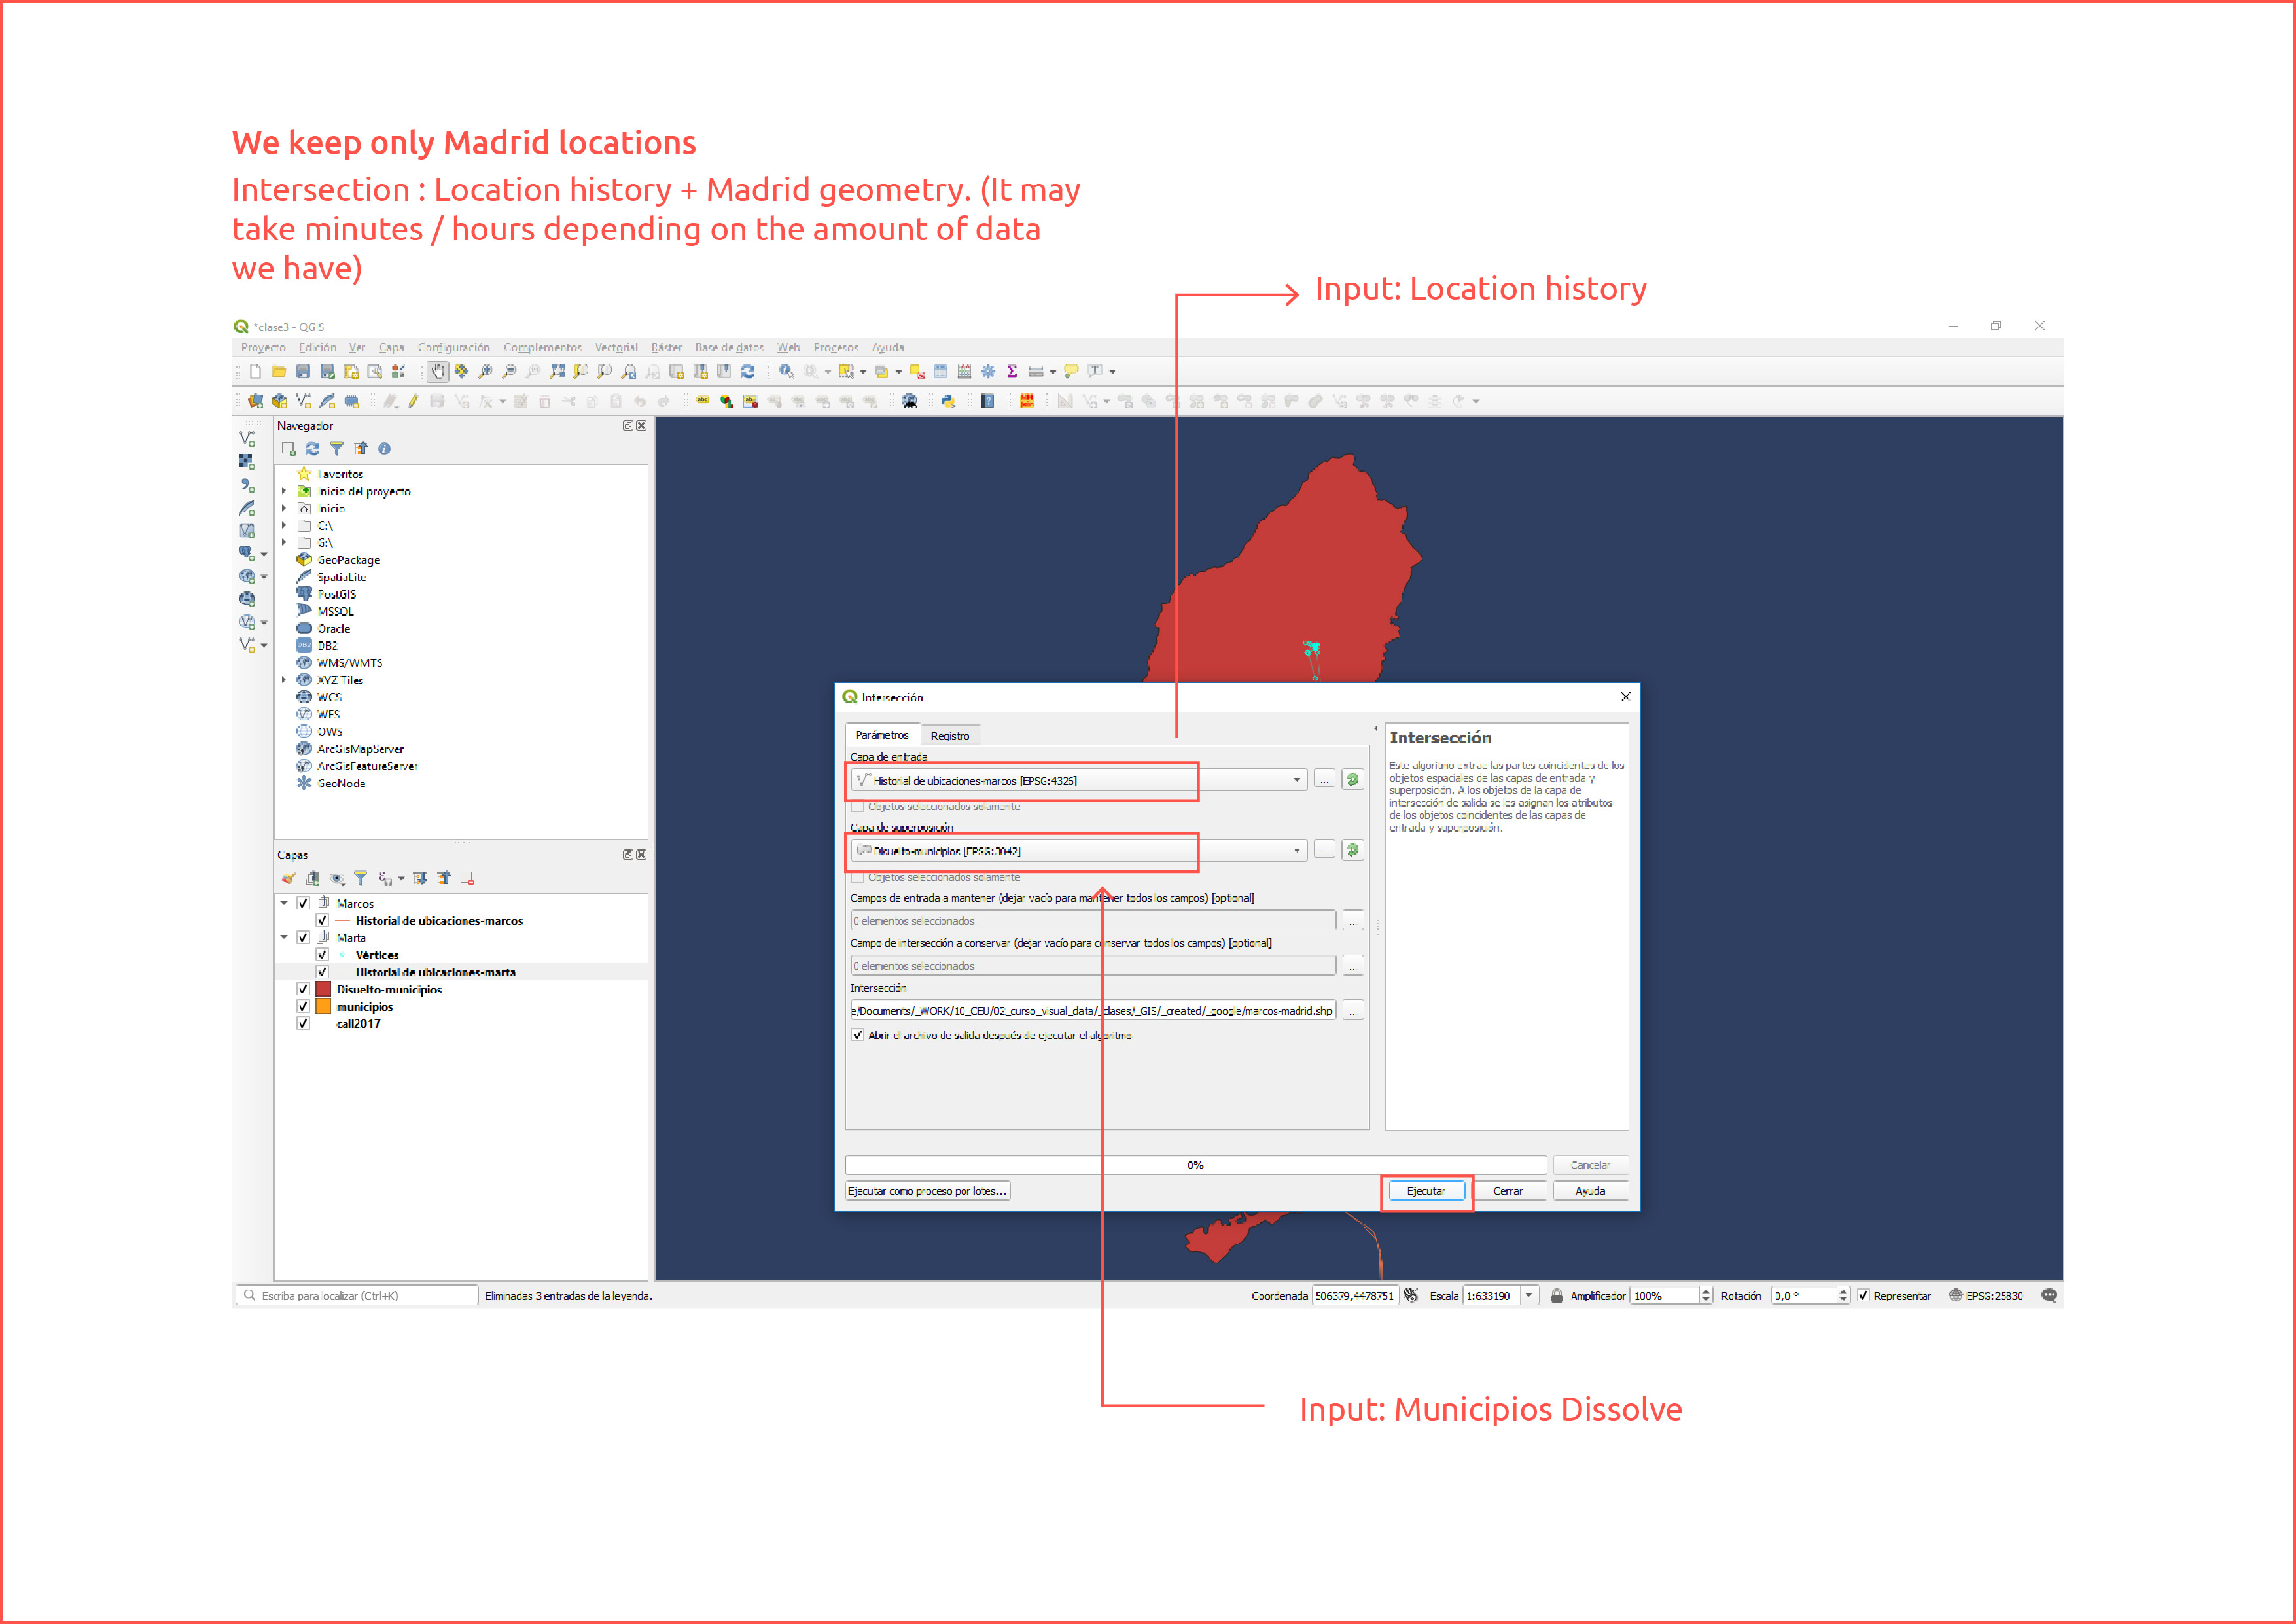 We keep only Madrid locations
Intersection : Location history + Madrid geometry. (It may
take minutes / hours depending on the amount of data
we have)
Input: Location history
*clase3 - QGIS
Proyecto Edición Ver Capa Configuración Complementos Vectorial Ráster Base de datos Web Procesos Ayuda
Navegador
Favoritos
Inicio del proyecto
Inicio
C:\
G:\
GeoPackage
SpatiaLite
PostGIS
MSSQL
Oracle
DB2
WMS/WMTS
XYZ Tiles
WCS
WFS
OWS
ArcGisMapServer
ArcGisFeatureServer
GeoNode
Capas
Marcos
Historial de ubicaciones-marcos
Marta
Vértices
Historial de ubicaciones-marta
Disuelto-municipios
municipios
call2017
Intersección
Parámetros Registro
Capa de entrada
Historial de ubicaciones-marcos [EPSG:4326]
Objetos seleccionados solamente
Capa de superposición
Disuelto-municipios [EPSG:3042]
Objetos seleccionados solamente
Campos de entrada a mantener (dejar vacío para mantener todos los campos) [optional]
0 elementos seleccionados
Campo de intersección a conservar (dejar vacío para conservar todos los campos) [optional]
0 elementos seleccionados
Intersección
e/Documents/_WORK/10_CEU/02_curso_visual_data/_clases/_GIS/_created/_google/marcos-madrid.shp
Abrir el archivo de salida después de ejecutar el algoritmo
Intersección
Este algoritmo extrae las partes coincidentes de los
objetos espaciales de las capas de entrada y
superposición. A los objetos de la capa de
intersección de salida se les asignan los atributos
de los objetos coincidentes de las capas de
entrada y superposición.
0%
Cancelar
Ejecutar como proceso por lotes...
Ejecutar Cerrar Ayuda
Escriba para localizar (Ctrl+K) Eliminadas 3 entradas de la leyenda. Coordenada 506379,4478751 Escala 1:633190 Amplificador 100% Rotación 0,0 ° Representar EPSG:25830
Input: Municipios Dissolve